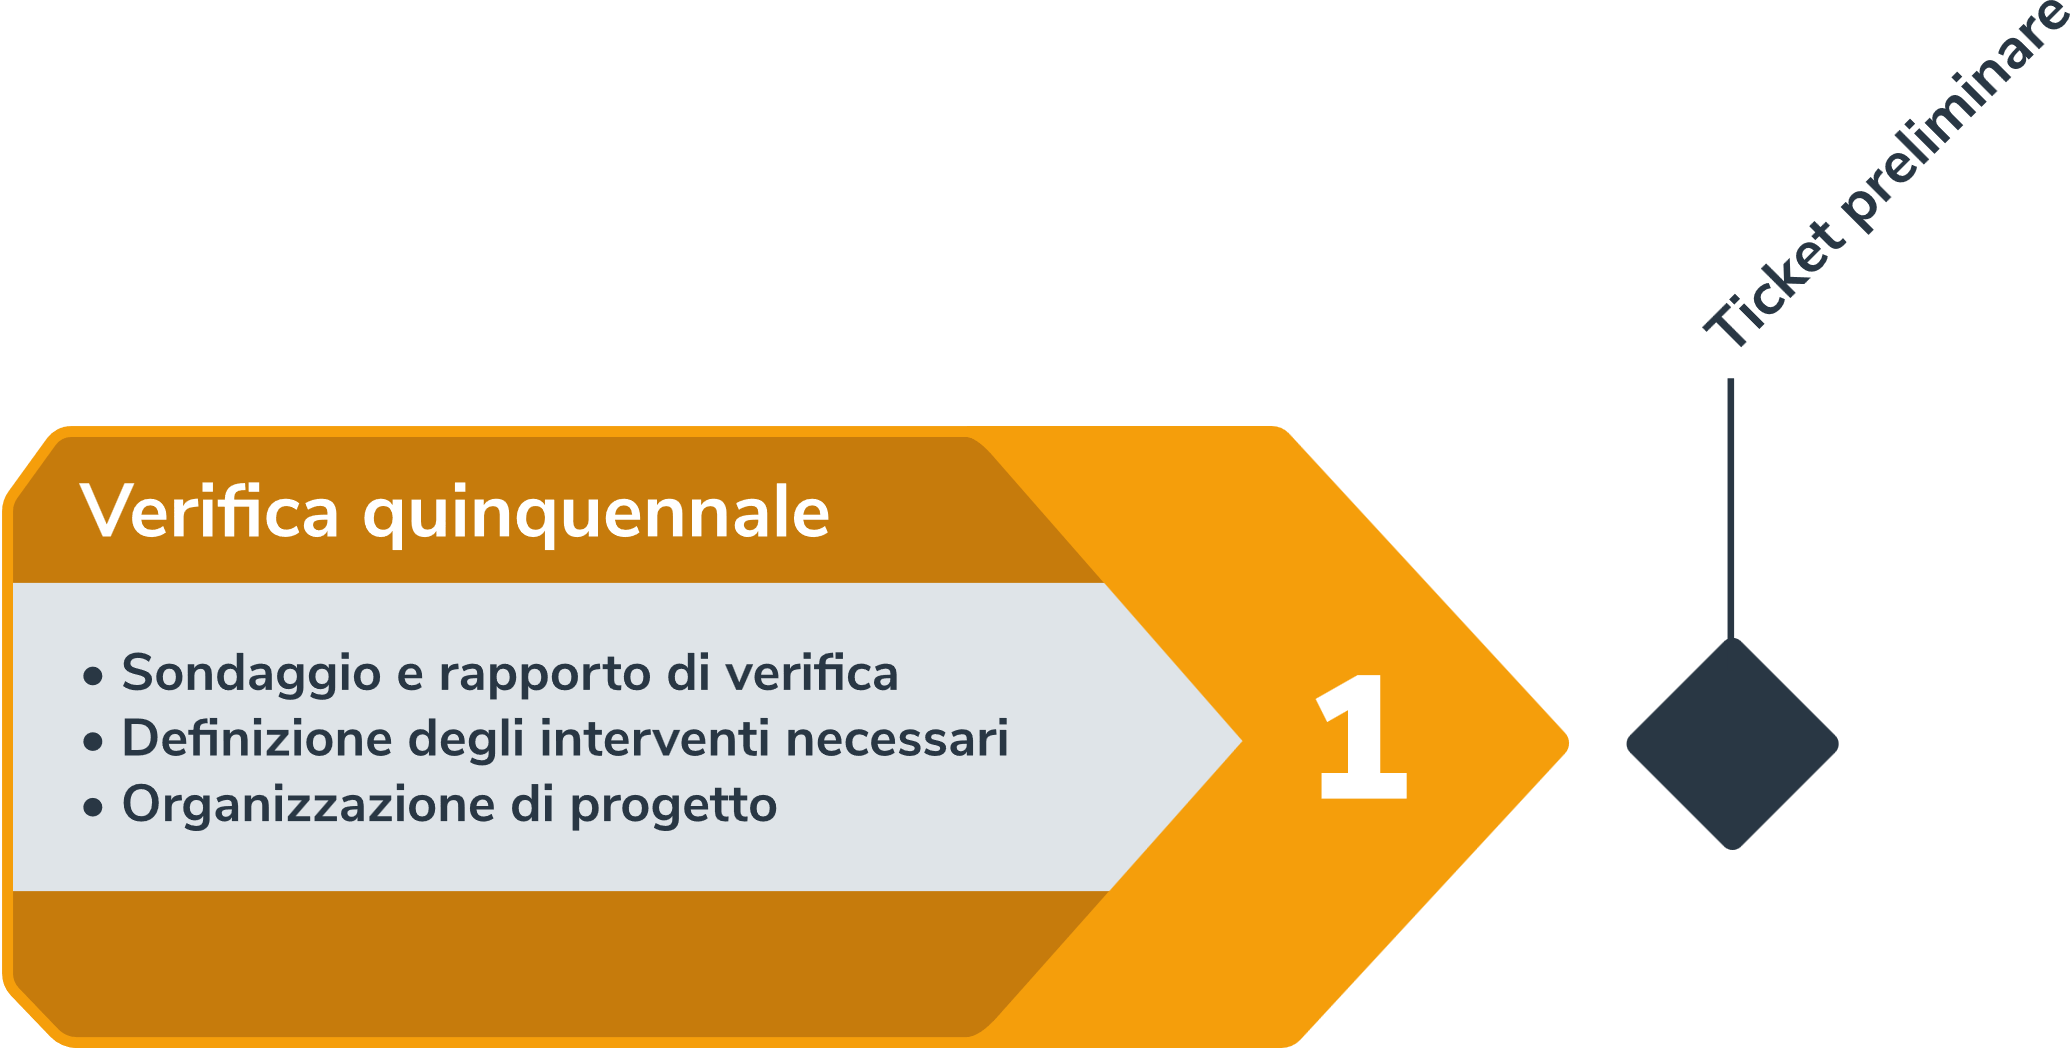 Ticket preliminare
Verifica quinquennale
• Sondaggio e rapporto di verifica
• Definizione degli interventi necessari
• Organizzazione di progetto
1